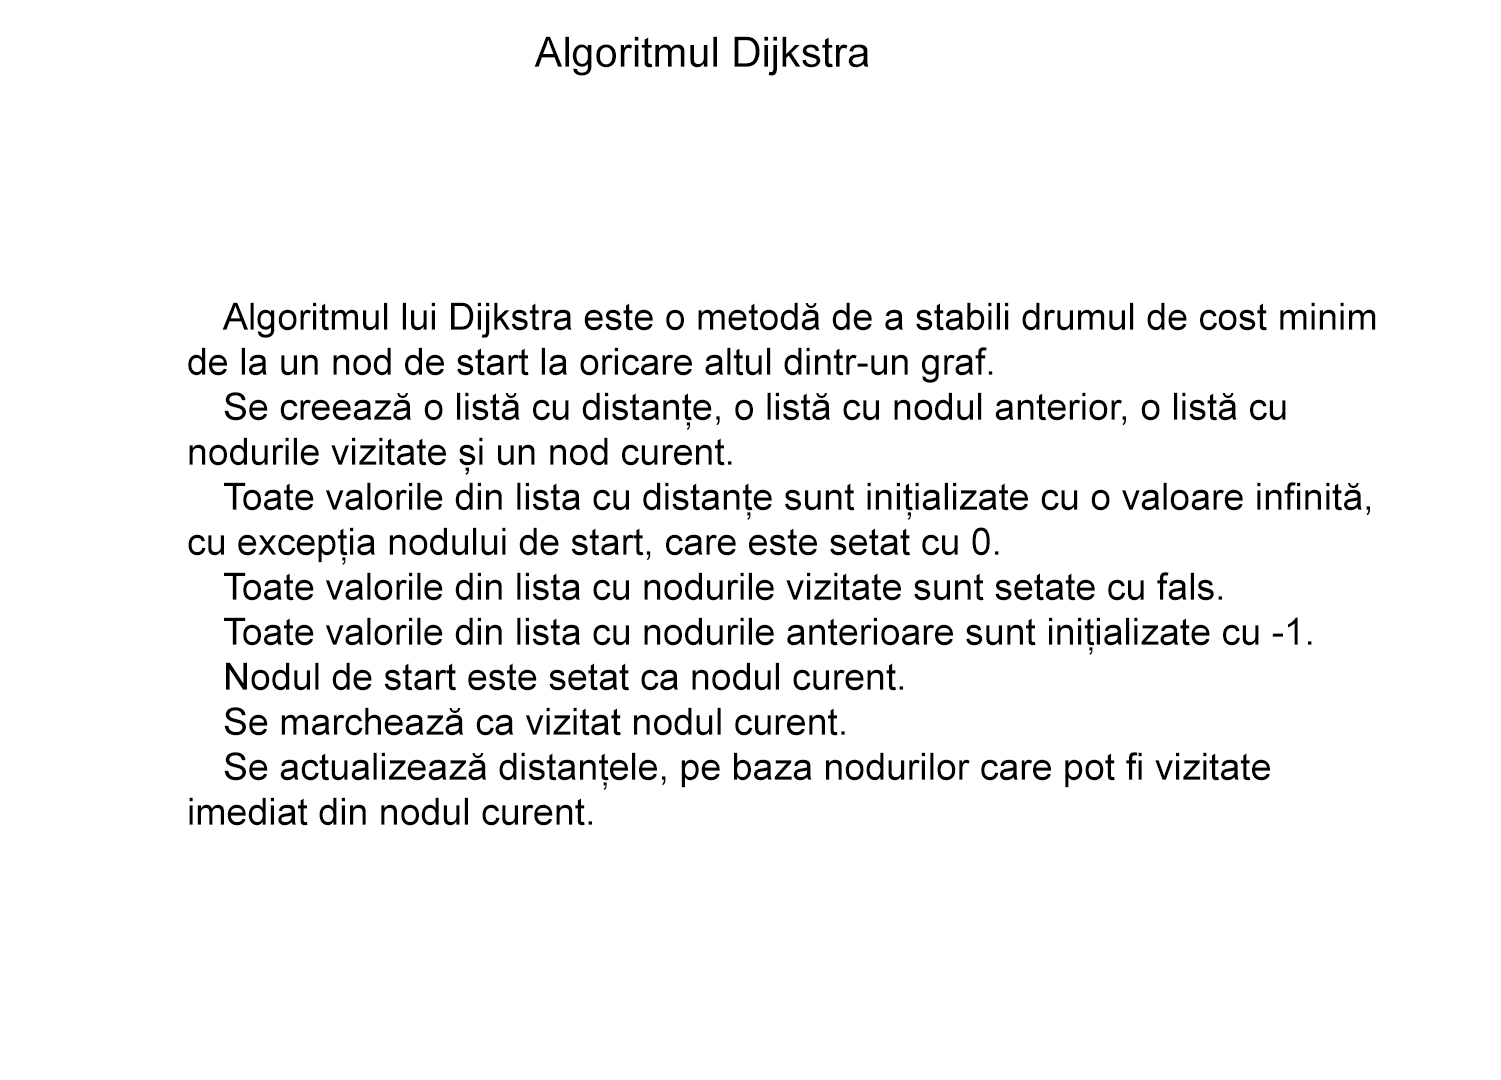 Algoritmul Dijkstra
Algoritmul lui Dijkstra este o metodă de a stabili drumul de cost minim
de la un nod de start la oricare altul dintr-un graf.
Se creează o listă cu distanțe, o listă cu nodul anterior, o listă cu
nodurile vizitate și un nod curent.
Toate valorile din lista cu distanțe sunt inițializate cu o valoare infinită,
cu excepția nodului de start, care este setat cu 0.
Toate valorile din lista cu nodurile vizitate sunt setate cu fals.
Toate valorile din lista cu nodurile anterioare sunt inițializate cu -1.
Nodul de start este setat ca nodul curent.
Se marchează ca vizitat nodul curent.
Se actualizează distanțele, pe baza nodurilor care pot fi vizitate
imediat din nodul curent.